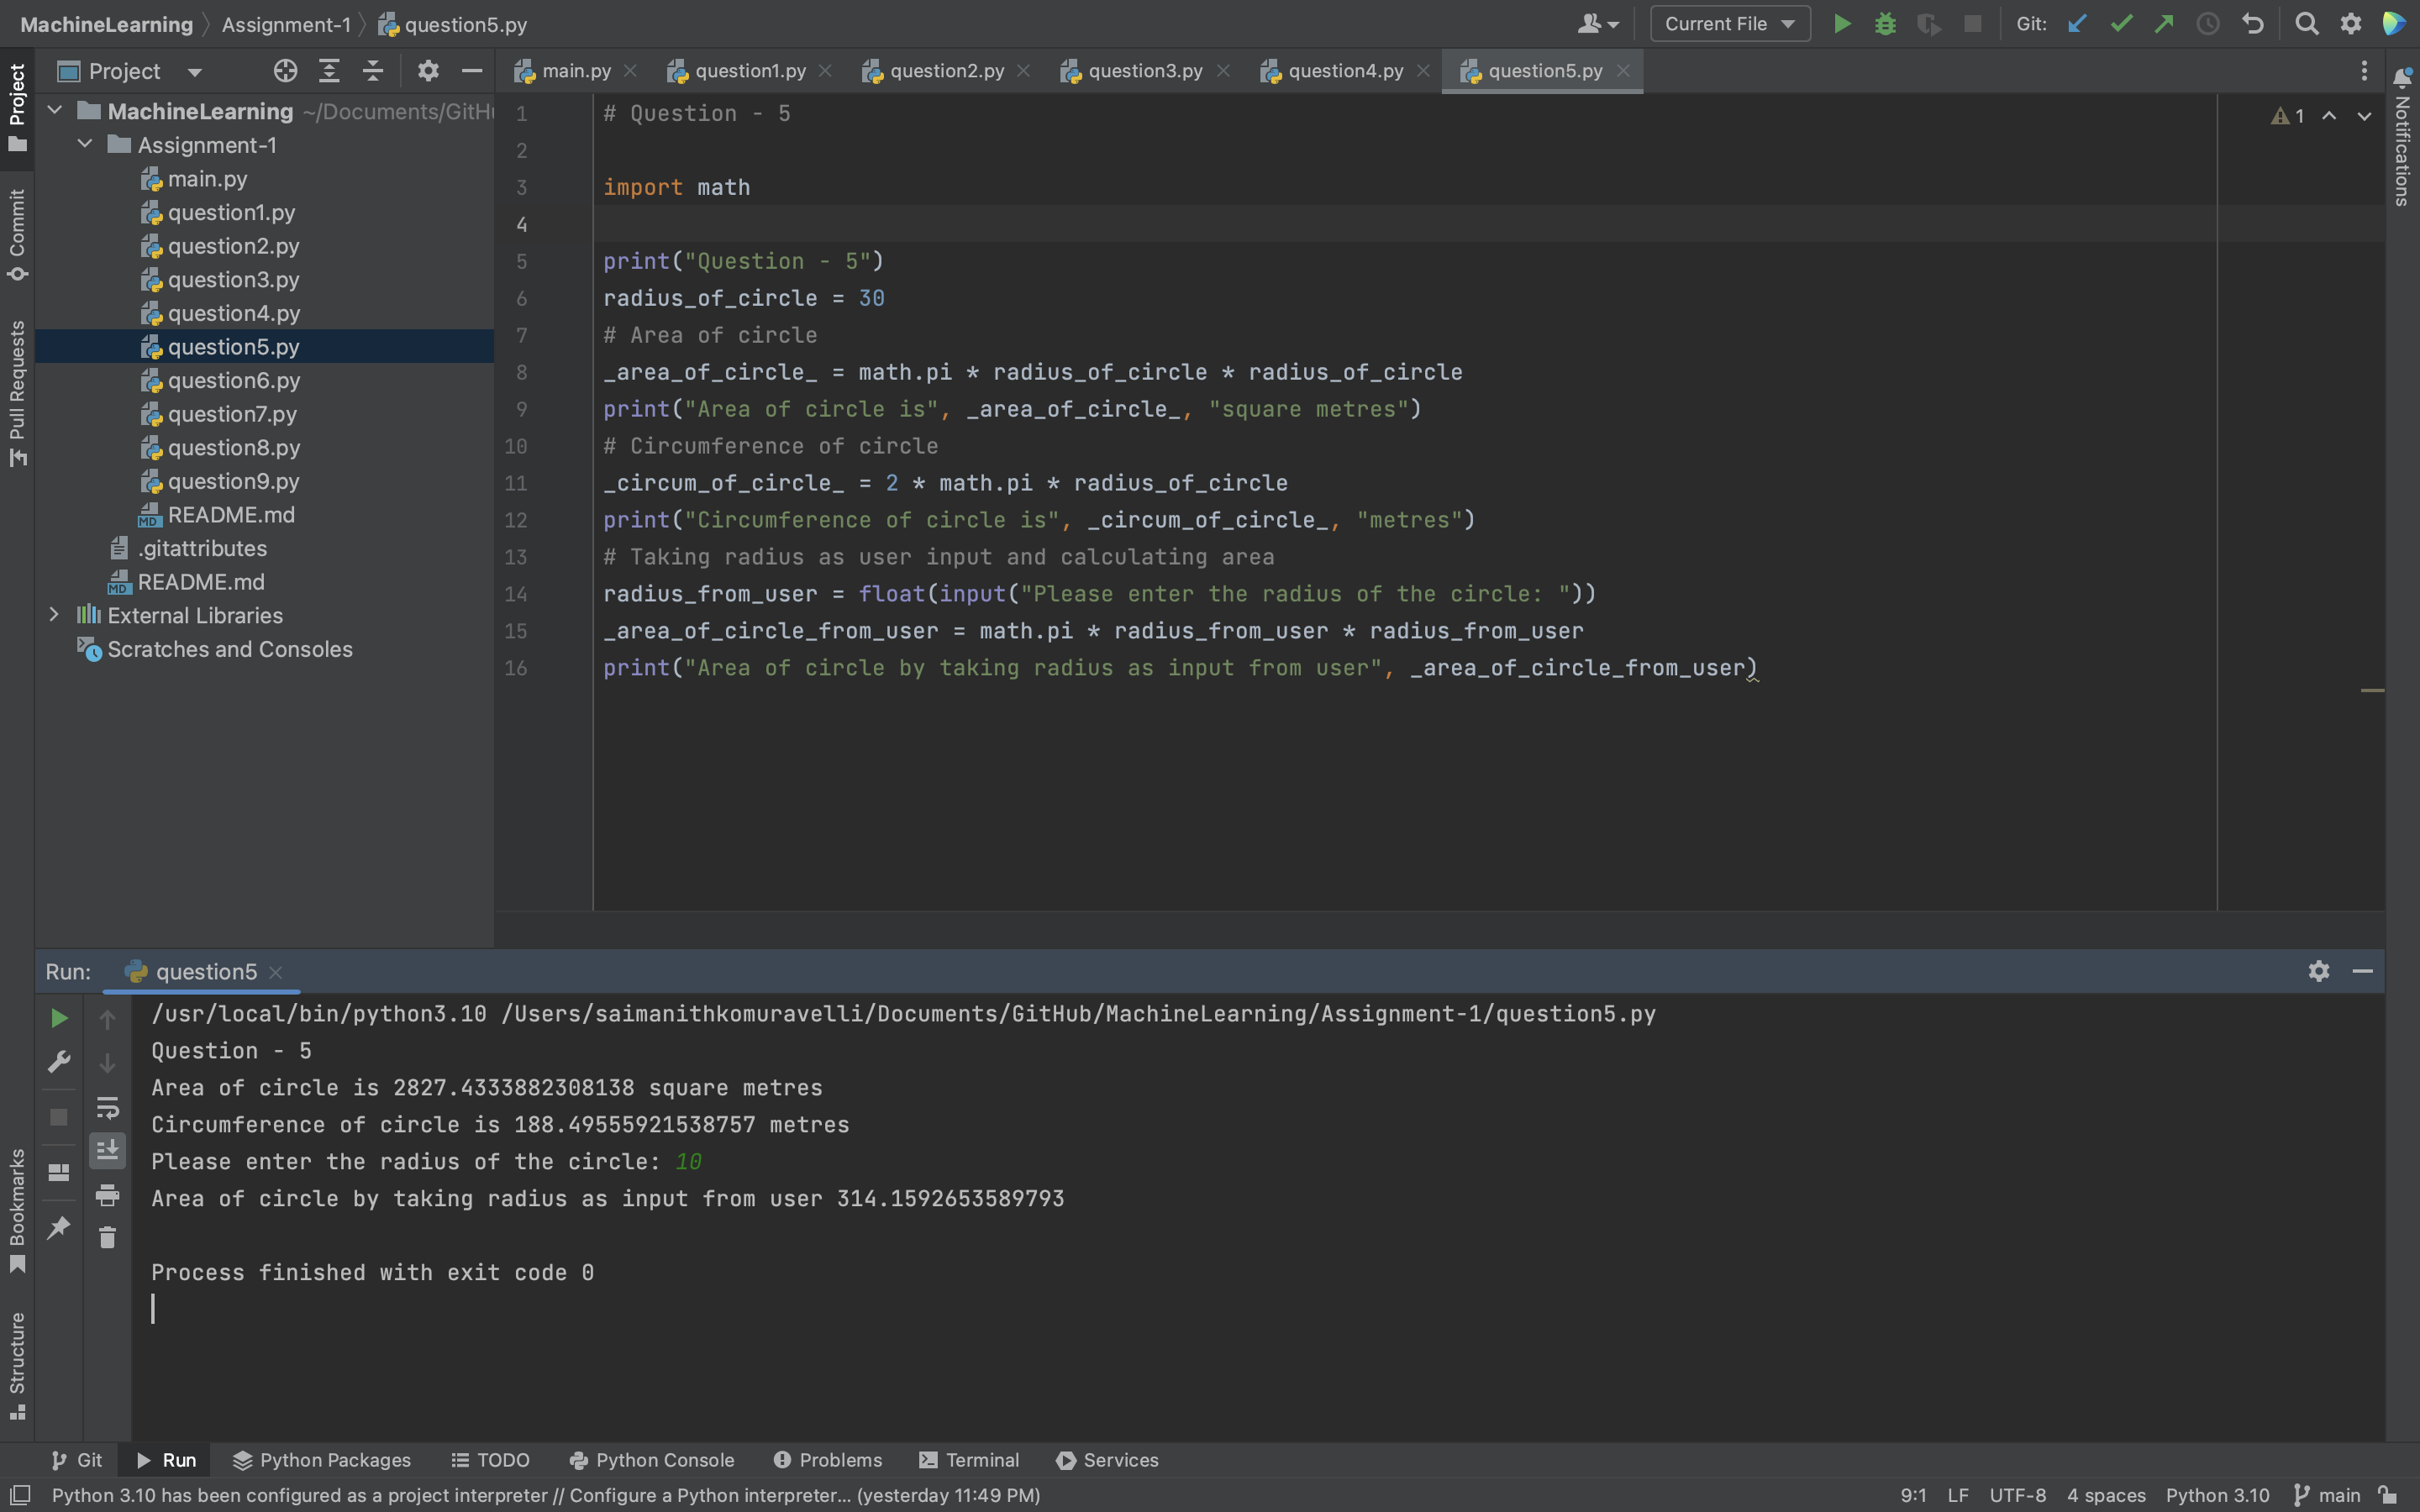 MachineLearning Assignment-1 question5.py
Current File
Git:
Project
main.py question1.py question2.py question3.py question4.py question5.py
Project
Commit
Pull Requests
Bookmarks
Structure
Notifications
MachineLearning ~/Documents/GitHu
Assignment-1
main.py
question1.py
question2.py
question3.py
question4.py
question5.py
question6.py
question7.py
question8.py
question9.py
README.md
.gitattributes
README.md
External Libraries
Scratches and Consoles
1 # Question - 5
2
3 import math
4
5 print("Question - 5")
6 radius_of_circle = 30
7 # Area of circle
8 _area_of_circle_ = math.pi * radius_of_circle * radius_of_circle
9 print("Area of circle is", _area_of_circle_, "square metres")
10 # Circumference of circle
11 _circum_of_circle_ = 2 * math.pi * radius_of_circle
12 print("Circumference of circle is", _circum_of_circle_, "metres")
13 # Taking radius as user input and calculating area
14 radius_from_user = float(input("Please enter the radius of the circle: "))
15 _area_of_circle_from_user = math.pi * radius_from_user * radius_from_user
16 print("Area of circle by taking radius as input from user", _area_of_circle_from_user)
1
Run: question5
/usr/local/bin/python3.10 /Users/saimanithkomuravelli/Documents/GitHub/MachineLearning/Assignment-1/question5.py
Question - 5
Area of circle is 2827.4333882308138 square metres
Circumference of circle is 188.49555921538757 metres
Please enter the radius of the circle: 10
Area of circle by taking radius as input from user 314.1592653589793
Process finished with exit code 0
Git Run Python Packages TODO Python Console Problems Terminal Services
Python 3.10 has been configured as a project interpreter // Configure a Python interpreter... (yesterday 11:49 PM)
9:1 LF UTF-8 4 spaces Python 3.10 main